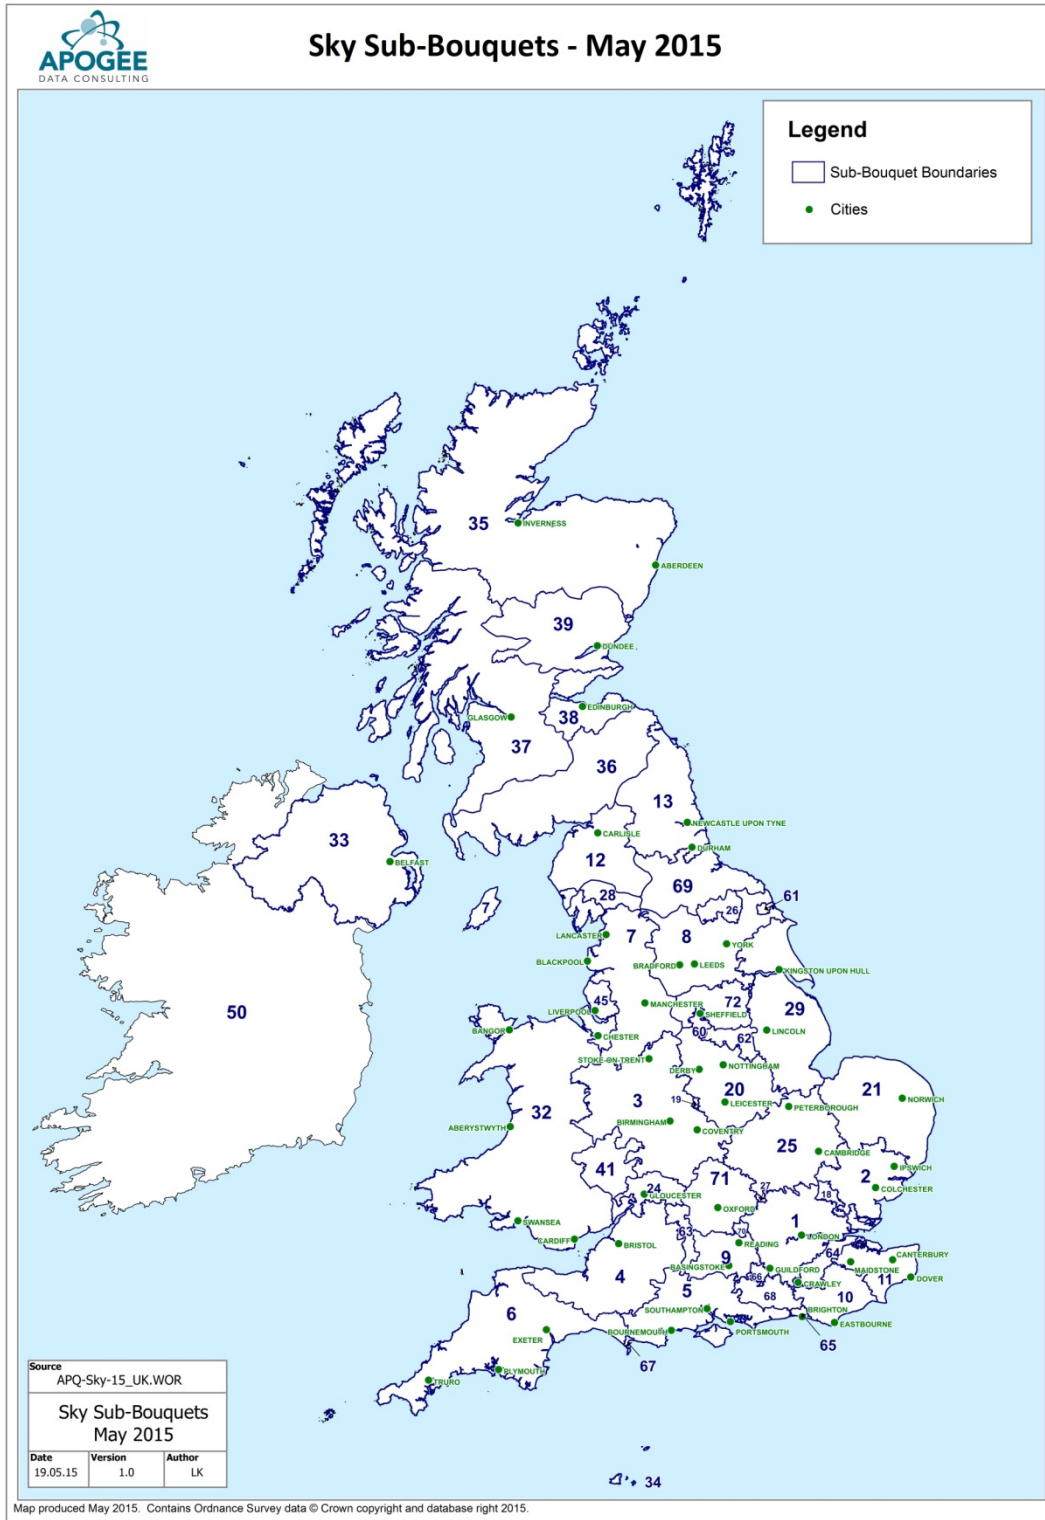 APOGEE
DATA CONSULTING
Sky Sub-Bouquets - May 2015
Legend
Sub-Bouquet Boundaries
Cities
35
INVERNESS
ABERDEEN
39
DUNDEE
EDINBURGH
38
GLASGOW
37
36
13
NEWCASTLE UPON TYNE
CARLISLE
33
DURHAM
BELFAST
12
69
28
61
26
7
7
8
LANCASTER
YORK
BLACKPOOL
BRADFORD
LEEDS
KINGSTON UPON HULL
45
72
29
50
MANCHESTER
LIVERPOOL
SHEFFIELD
BANGOR
60
LINCOLN
CHESTER
62
STOKE-ON-TRENT
NOTTINGHAM
DERBY
20
21
19
3
LEICESTER
NORWICH
PETERBOROUGH
32
BIRMINGHAM
ABERYSTWYTH
COVENTRY
25
CAMBRIDGE
41
IPSWICH
71
2
24
27
18
COLCHESTER
GLOUCESTER
OXFORD
SWANSEA
1
63
70
LONDON
CARDIFF
BRISTOL
READING
64
9
CANTERBURY
MAIDSTONE
BASINGSTOKE
GUILDFORD
4
66
11
DOVER
CRAWLEY
5
68
10
SOUTHAMPTON
BRIGHTON
6
PORTSMOUTH
EASTBOURNE
EXETER
BOURNEMOUTH
65
67
PLYMOUTH
TRURO
34
Source
APQ-Sky-15_UK.WOR
Sky Sub-Bouquets
May 2015
Date Version Author
19.05.15 1.0 LK
Map produced May 2015. Contains Ordnance Survey data © Crown copyright and database right 2015.